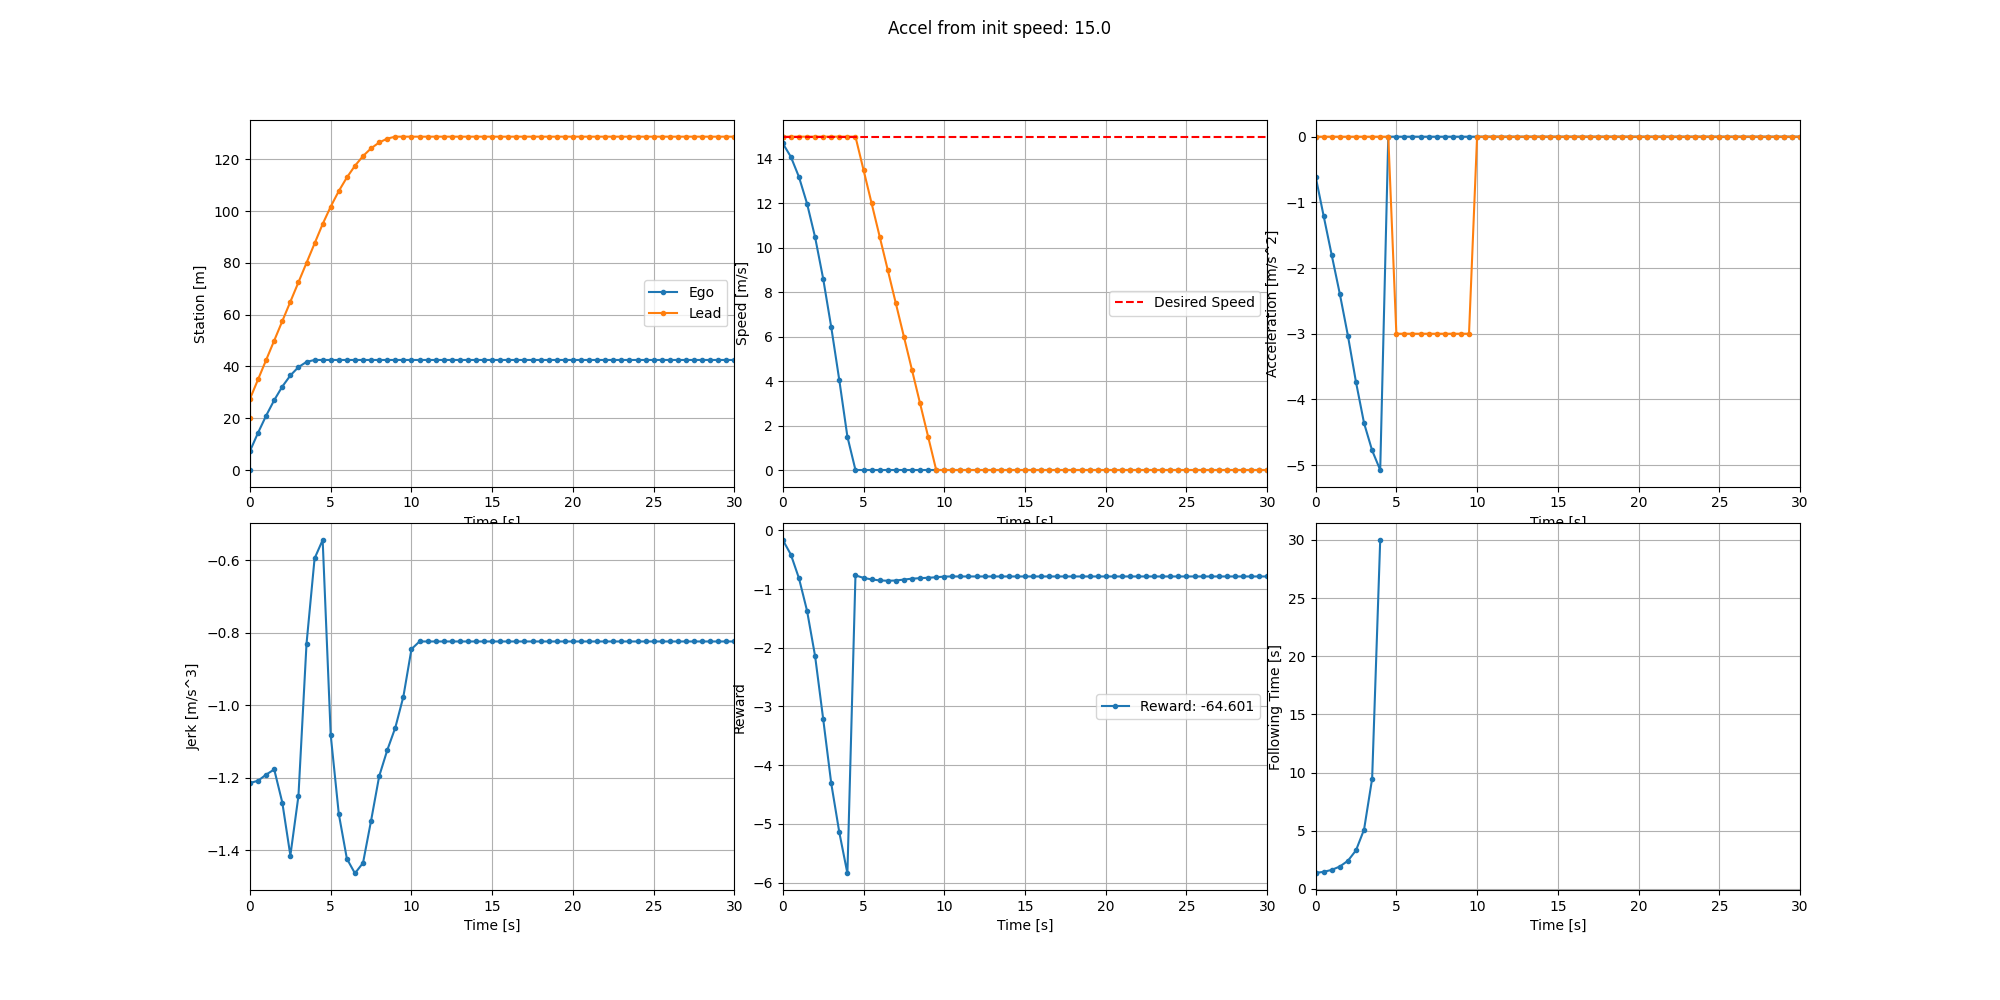 Accel from init speed: 15.0
Station [m]
120
100
80
60
40
20
0
0 5 10 15 20 25 30
Time [s]
Ego
Lead
Speed [m/s]
14
12
10
8
6
4
2
0
0 5 10 15 20 25 30
Time [s]
Desired Speed
Acceleration [m/s^2]
0
−1
−2
−3
−4
−5
0 5 10 15 20 25 30
Time [s]
Jerk [m/s^3]
−0.6
−0.8
−1.0
−1.2
−1.4
0 5 10 15 20 25 30
Time [s]
Reward
0
−1
−2
−3
−4
−5
−6
0 5 10 15 20 25 30
Time [s]
Reward: -64.601
Following Time [s]
30
25
20
15
10
5
0
0 5 10 15 20 25 30
Time [s]